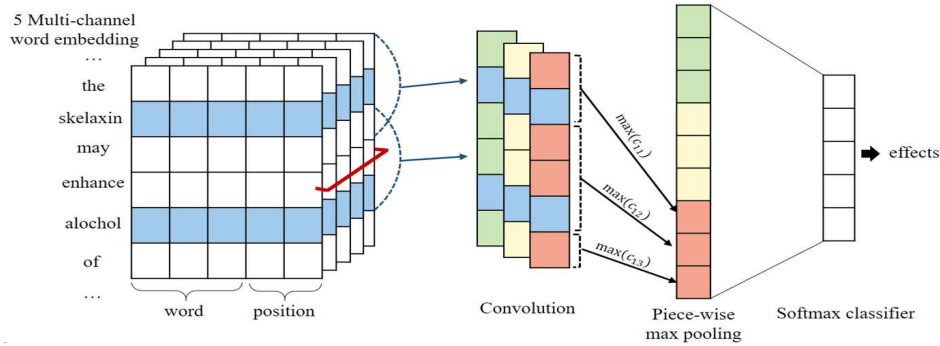 5 Multi-channel
word embedding
...
the
skelaxin
may
enhance
alochol
of
...
word
position
Convolution
max(c₁₁)
max(c₁₂)
max(c₁₃)
Piece-wise
max pooling
Softmax classifier
effects